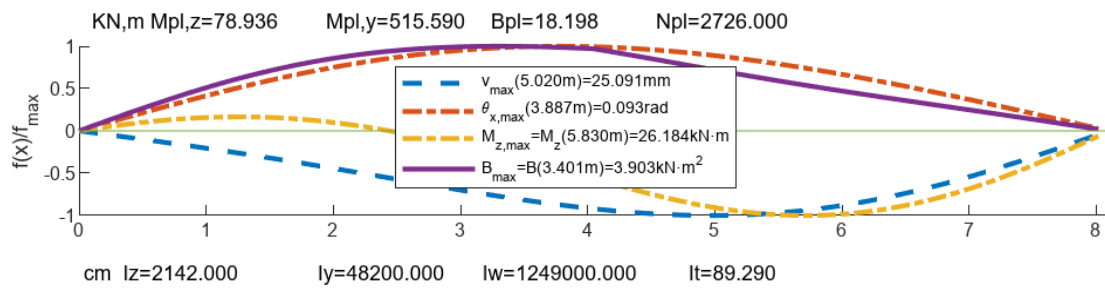 KN,m Mpl,z=78.936 Mpl,y=515.590 Bpl=18.198 Npl=2726.000
1
0.5
0
-0.5
-1
f(x)/f_max
v_max(5.020m)=25.091mm
θ_x,max(3.887m)=0.093rad
M_z,max=M_z(5.830m)=26.184kN·m
B_max=B(3.401m)=3.903kN·m²
0 1 2 3 4 5 6 7 8
cm Iz=2142.000 Iy=48200.000 Iw=1249000.000 It=89.290